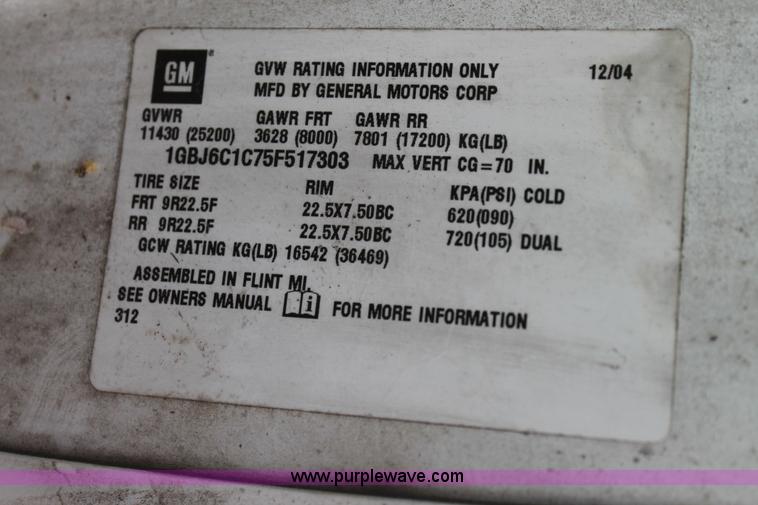 GM ® GVW RATING INFORMATION ONLY 12/04
MFD BY GENERAL MOTORS CORP
GVWR GAWR FRT GAWR RR
11430 (25200) 3628 (8000) 7801 (17200) KG(LB)
1GBJ6C1C75F517303 MAX VERT CG=70 IN.
TIRE SIZE RIM KPA(PSI) COLD
FRT 9R22.5F 22.5X7.50BC 620(090)
RR 9R22.5F 22.5X7.50BC 720(105) DUAL
GCW RATING KG(LB) 16542 (36469)
ASSEMBLED IN FLINT MI.
SEE OWNERS MANUAL i FOR MORE INFORMATION
312
www.purplewave.com